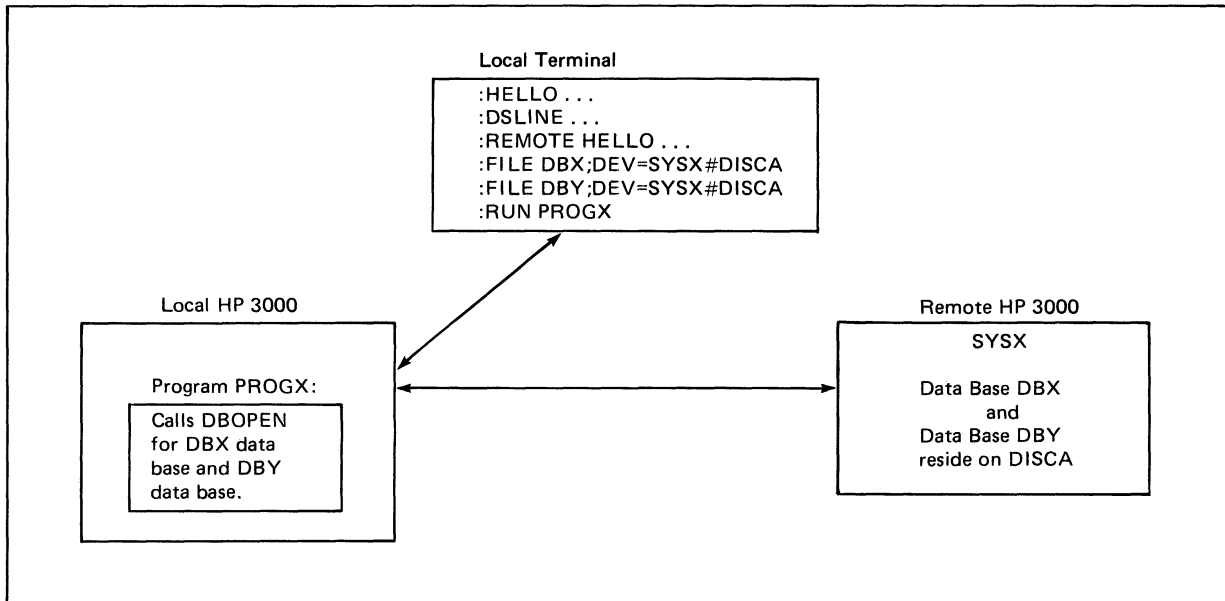 Local Terminal
:HELLO . . .
:DSLINE . . .
:REMOTE HELLO . . .
:FILE DBX;DEV=SYSX#DISCA
:FILE DBY;DEV=SYSX#DISCA
:RUN PROGX
Local HP 3000
Program PROGX:
Calls DBOPEN
for DBX data
base and DBY
data base.
Remote HP 3000
SYSX
Data Base DBX
and
Data Base DBY
reside on DISCA